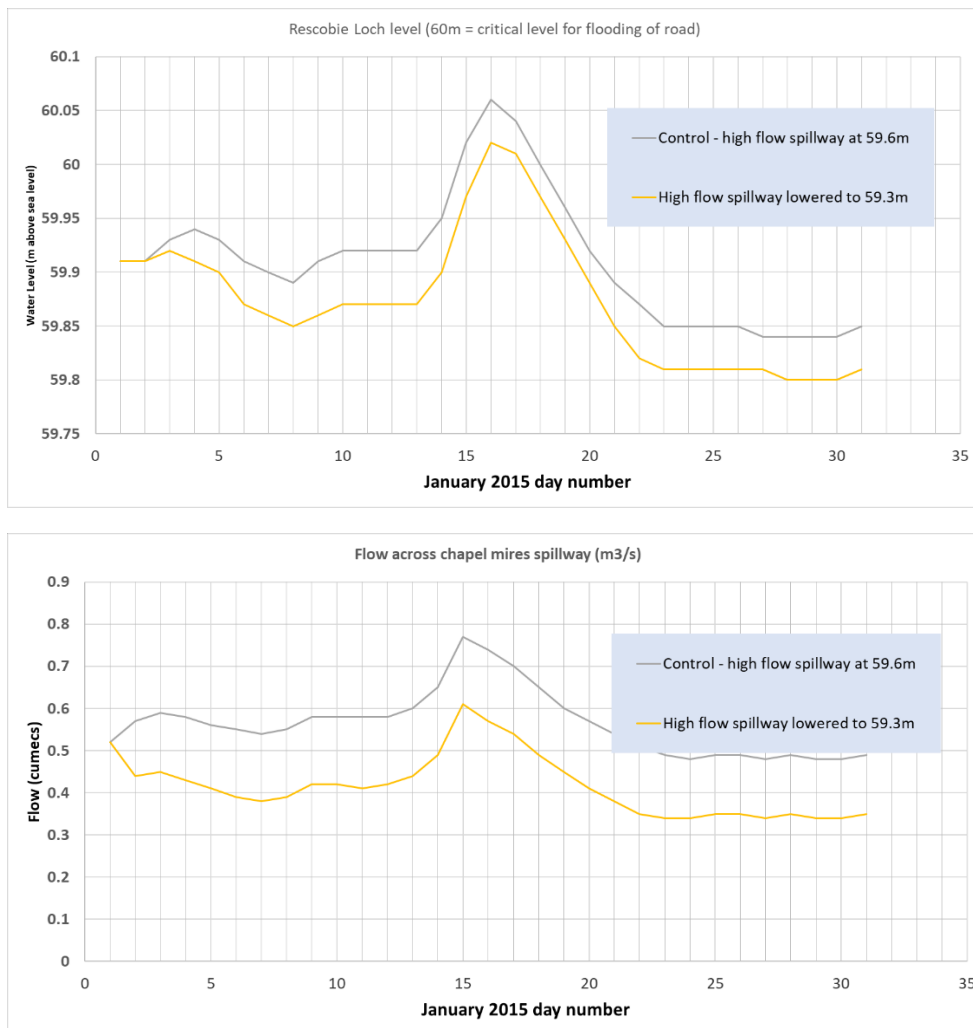 Rescobie Loch level (60m = critical level for flooding of road)
60.1
60.05
60
59.95
59.9
59.85
59.8
59.75
Water Level (m above sea level)
Control - high flow spillway at 59.6m
High flow spillway lowered to 59.3m
0 5 10 15 20 25 30 35
January 2015 day number
Flow across chapel mires spillway (m3/s)
0.9
0.8
0.7
0.6
0.5
0.4
0.3
0.2
0.1
0
Flow (cumecs)
Control - high flow spillway at 59.6m
High flow spillway lowered to 59.3m
0 5 10 15 20 25 30 35
January 2015 day number